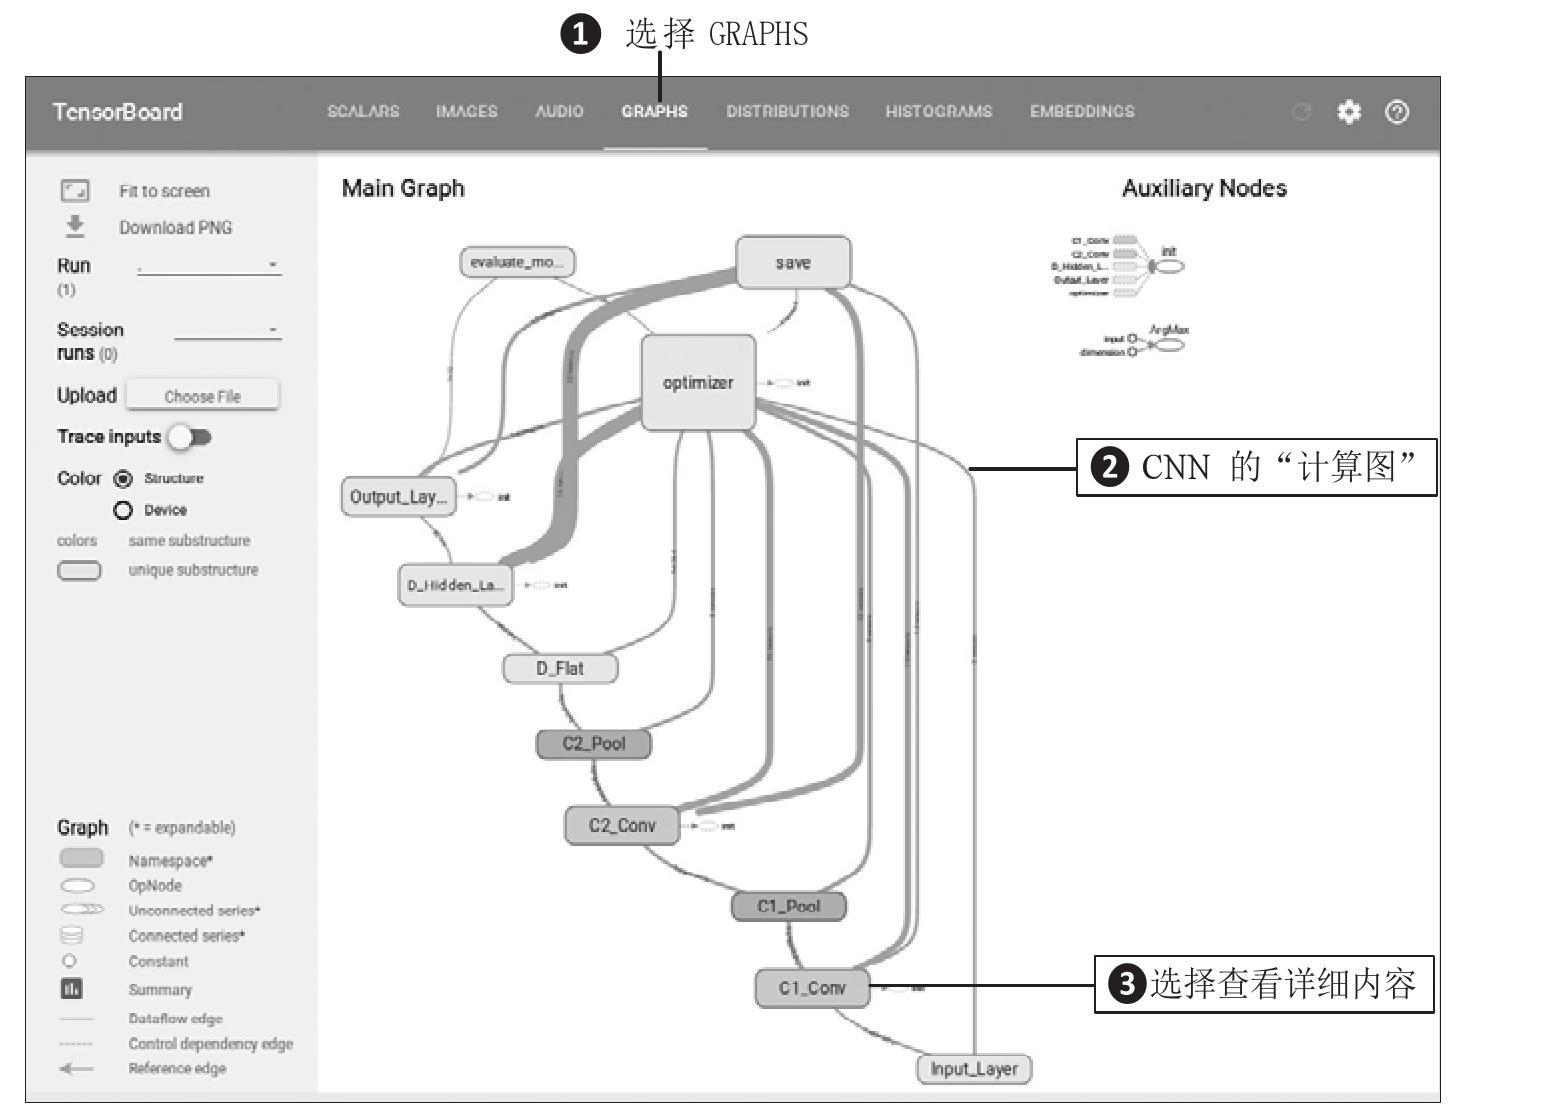 ❶ 选择 GRAPHS
TensorBoard SCALARS IMAGES AUDIO GRAPHS DISTRIBUTIONS HISTOGRAMS EMBEDDINGS
Fit to screen
Download PNG
Run
(1)
Session
runs (0)
Upload Choose File
Trace inputs
Color Structure
Device
colors same substructure
unique substructure
Graph (* = expandable)
Namespace*
OpNode
Unconnected series*
Connected series*
Constant
Summary
Dataflow edge
Control dependency edge
Reference edge
Main Graph
evaluate_mo...
save
optimizer
init
Output_Lay...
init
D_Hidden_La...
init
D_Flat
C2_Pool
C2_Conv
init
C1_Pool
C1_Conv
init
Input_Layer
Auxiliary Nodes
C1_Conv
C2_Conv
D_Hidden_L...
Output_Layer
optimizer
init
input
dimension
ArgMax
❷ CNN 的“计算图”
❸选择查看详细内容